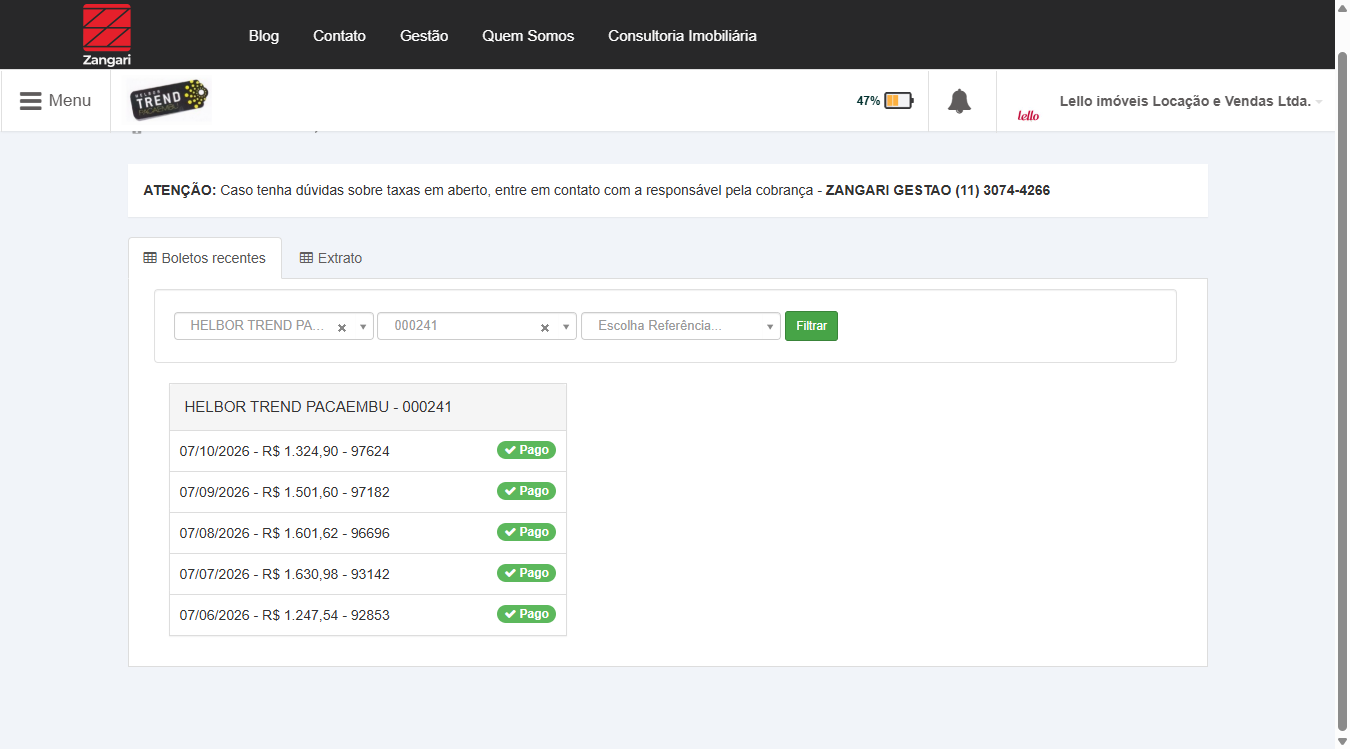 Zangari
Blog Contato Gestão Quem Somos Consultoria Imobiliária
Menu
HELBOR
TREND
PACAEMBU
47%
lello
Lello imóveis Locação e Vendas Ltda.
ATENÇÃO: Caso tenha dúvidas sobre taxas em aberto, entre em contato com a responsável pela cobrança - ZANGARI GESTAO (11) 3074-4266
Boletos recentes Extrato
HELBOR TREND PA... × 000241 × Escolha Referência... Filtrar
HELBOR TREND PACAEMBU - 000241
07/10/2026 - R$ 1.324,90 - 97624 Pago
07/09/2026 - R$ 1.501,60 - 97182 Pago
07/08/2026 - R$ 1.601,62 - 96696 Pago
07/07/2026 - R$ 1.630,98 - 93142 Pago
07/06/2026 - R$ 1.247,54 - 92853 Pago